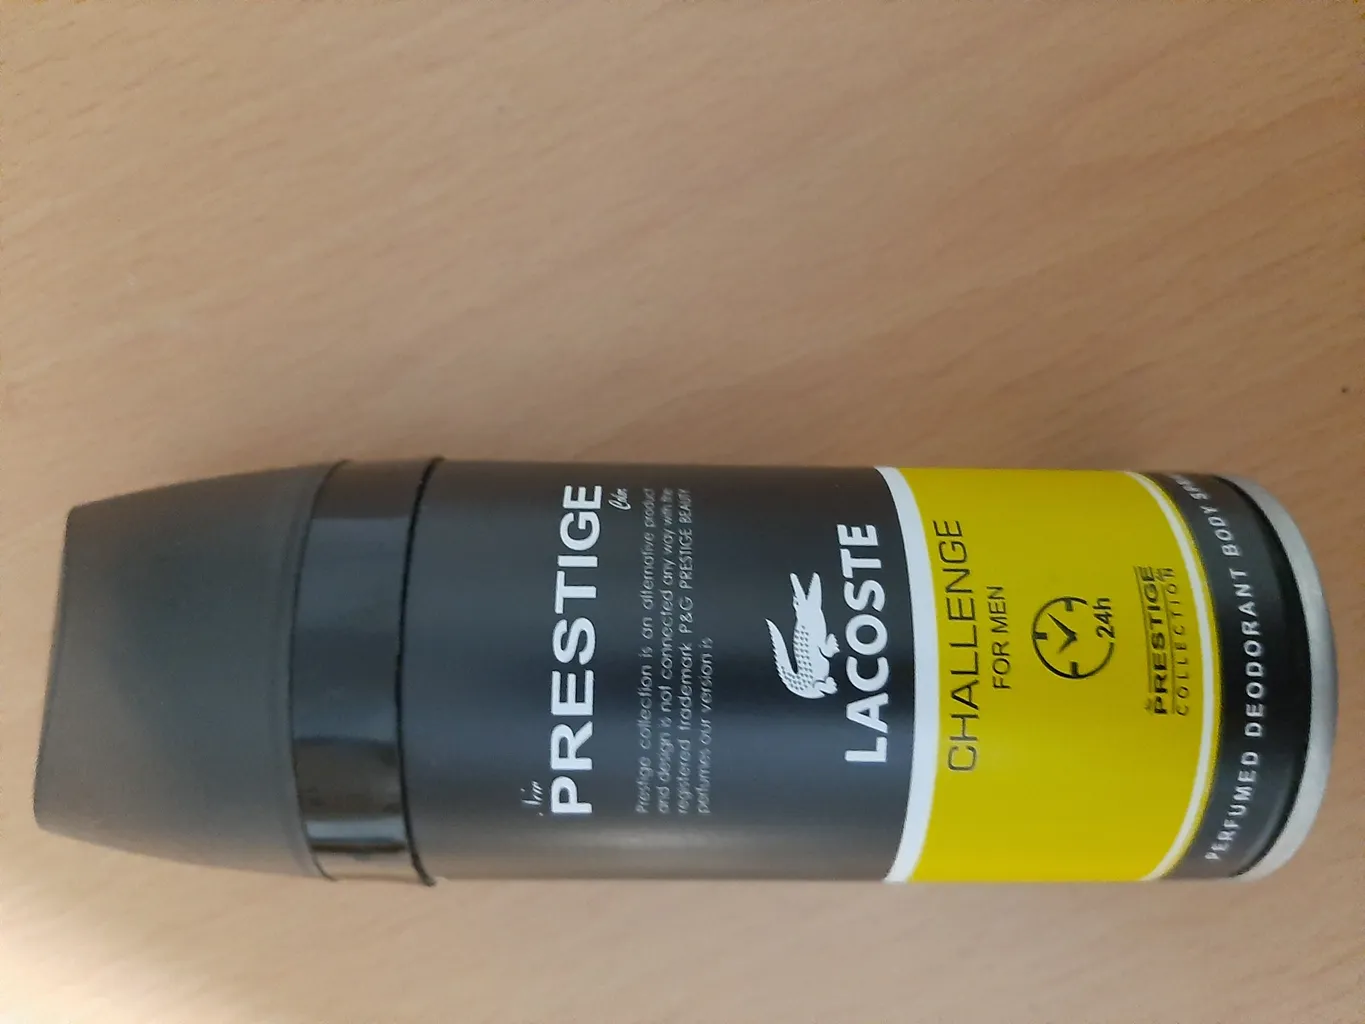 PRESTIGE
Prestige collection is an alternative product
and design is not connected any way with the
registered trademark P&G PRESTIGE BEAUTY
perfumes our version is
LACOSTE
CHALLENGE
FOR MEN
24h
PRESTIGE
COLLECTION
PERFUMED DEODORANT BODY